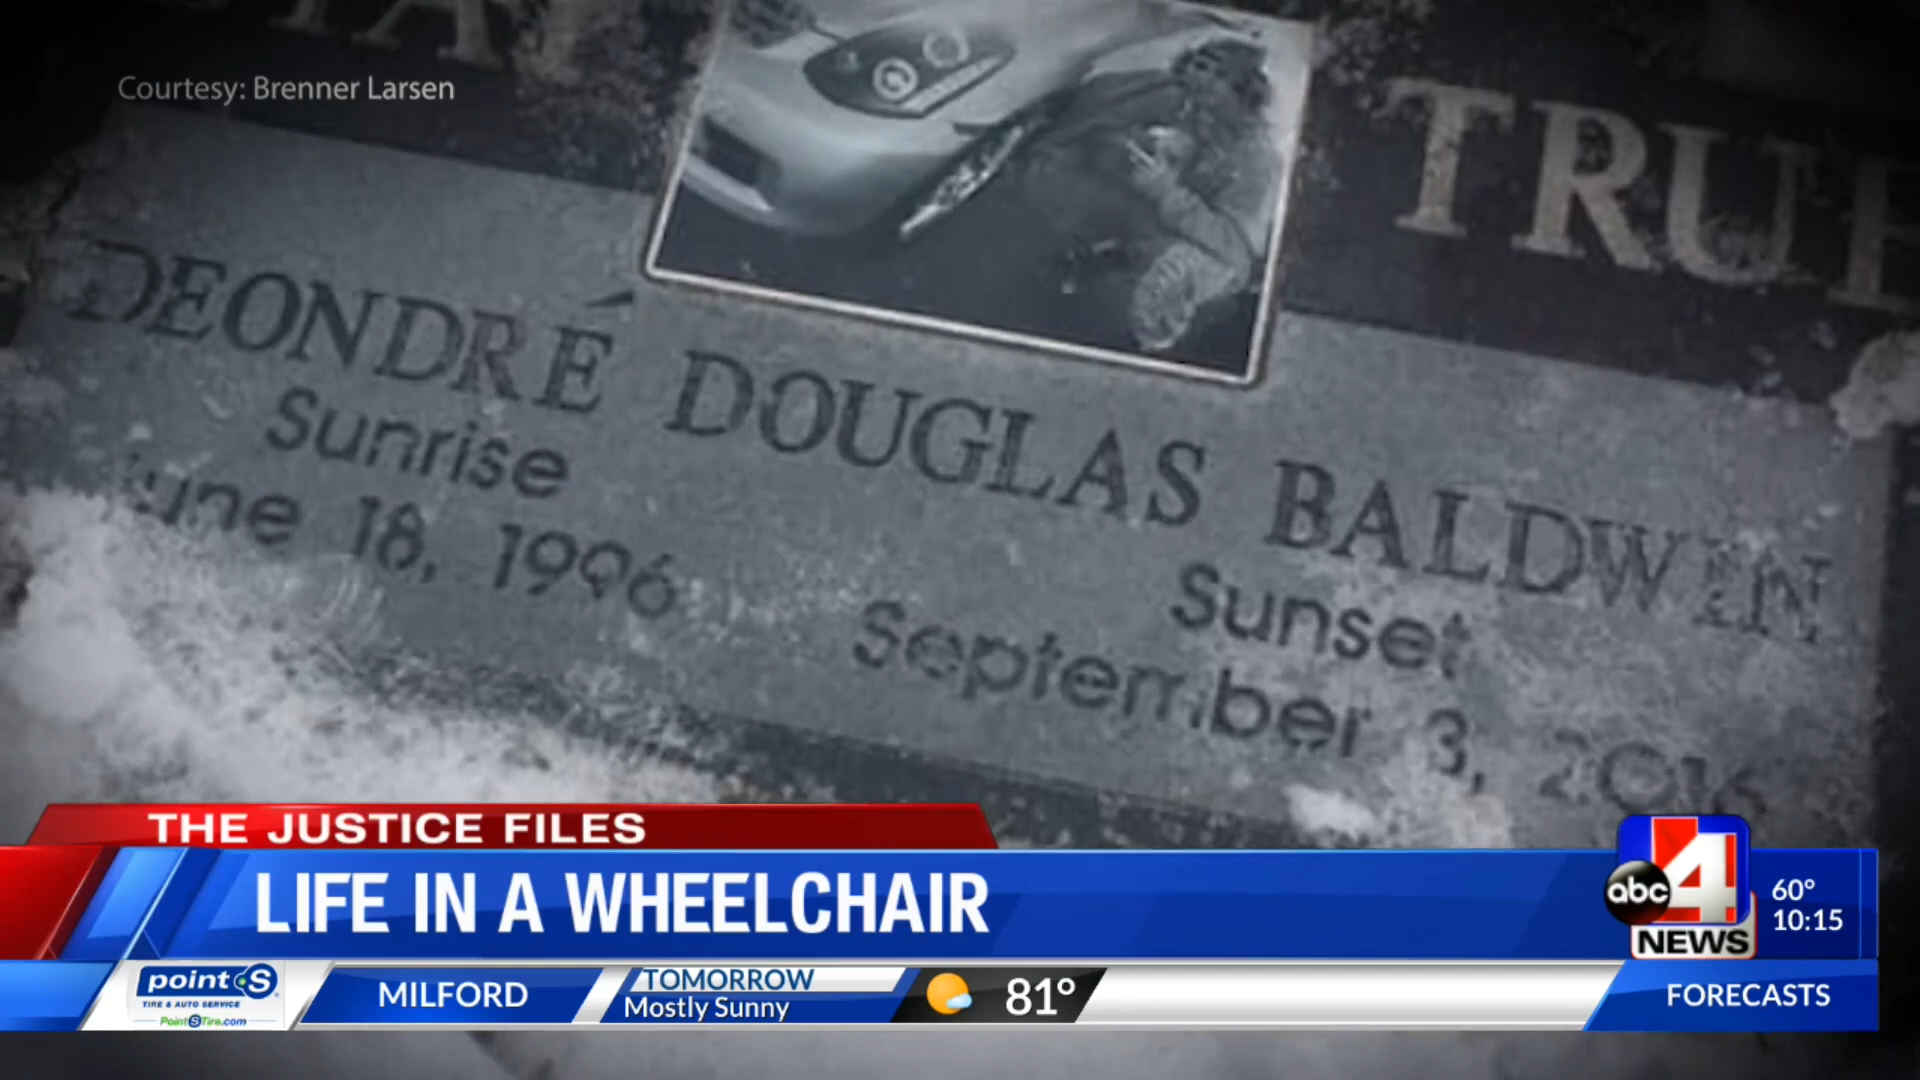 Courtesy: Brenner Larsen
DEONDRÉ DOUGLAS BALDWIN
Sunrise
June 18, 1996
Sunset
September 3,
THE JUSTICE FILES
LIFE IN A WHEELCHAIR
abc 4
NEWS
60°
10:15
point S
TIRE & AUTO SERVICE
PointSTire.com
MILFORD
TOMORROW
Mostly Sunny
81°
FORECASTS